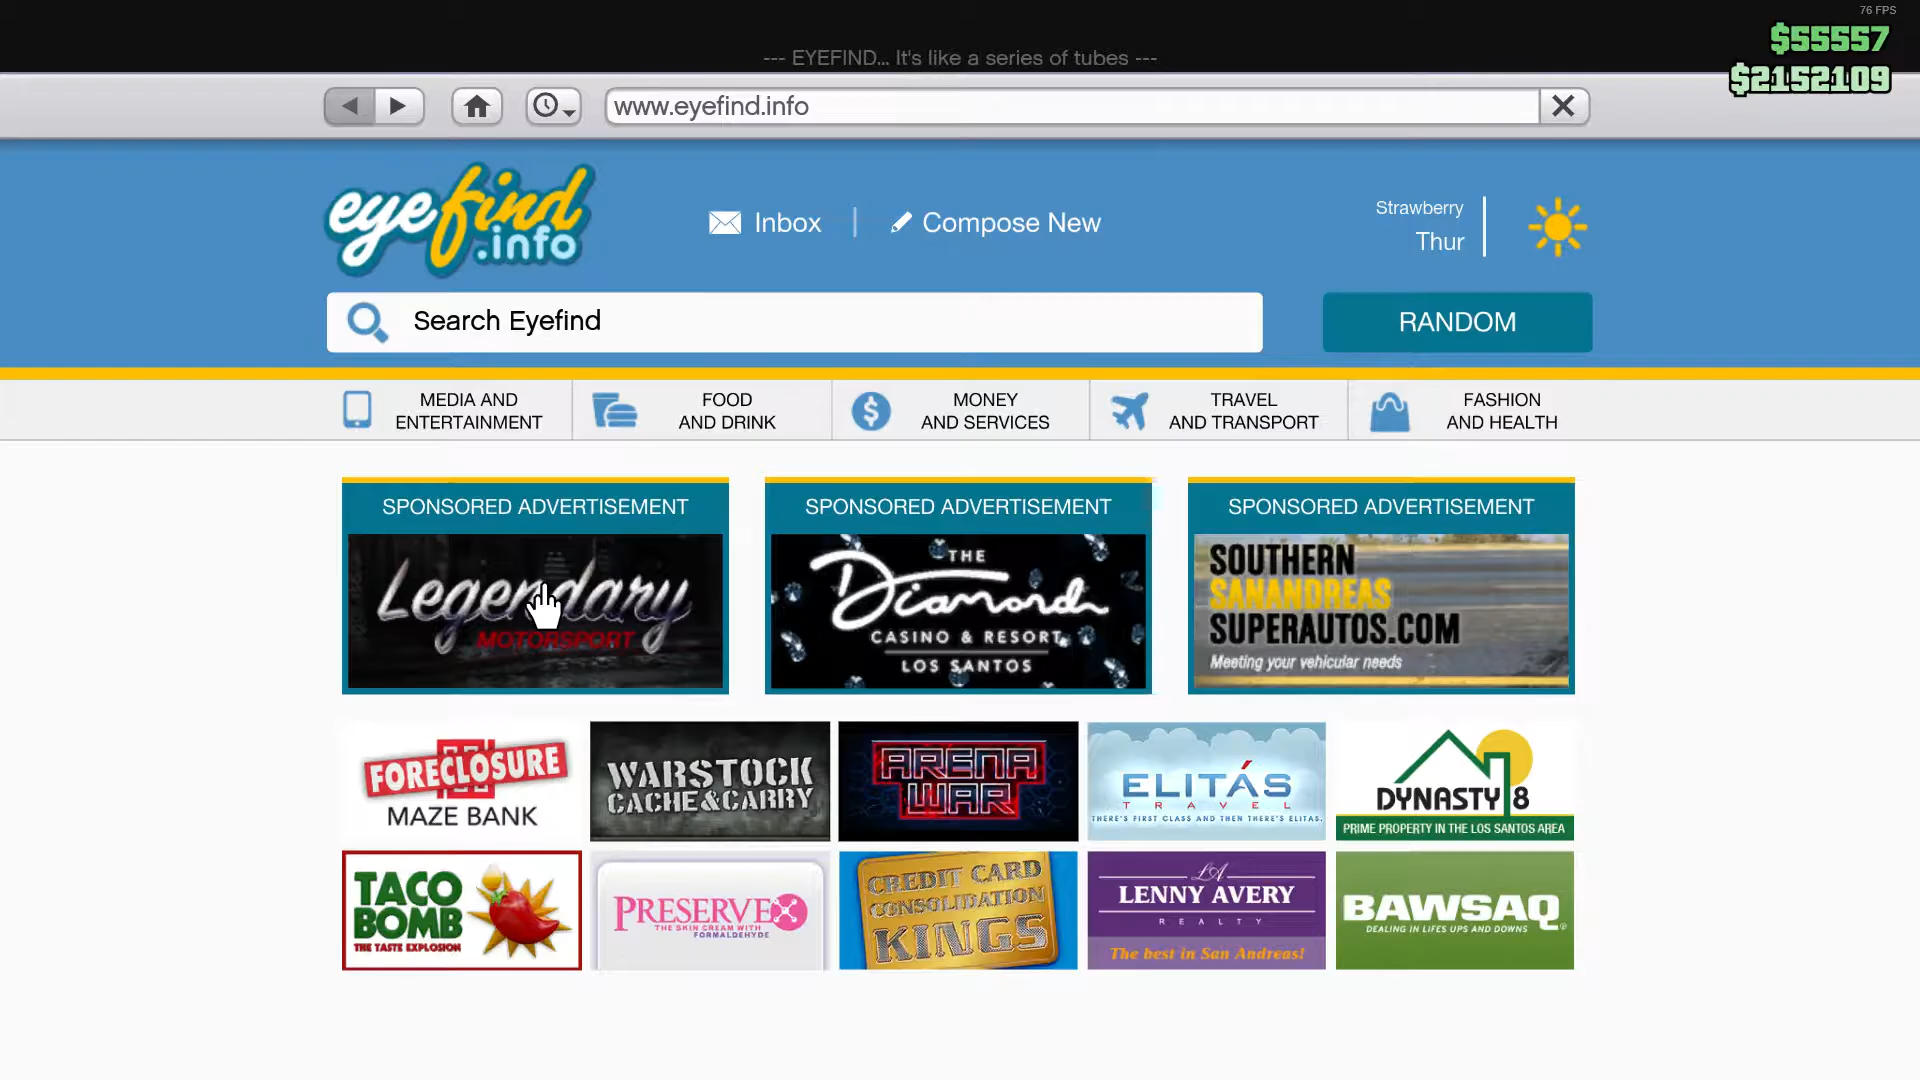 76 FPS
$55557
$2152109
--- EYEFIND... It's like a series of tubes ---
www.eyefind.info
eyefind
.info
Inbox
Compose New
Strawberry
Thur
Search Eyefind
RANDOM
MEDIA AND
ENTERTAINMENT
FOOD
AND DRINK
MONEY
AND SERVICES
TRAVEL
AND TRANSPORT
FASHION
AND HEALTH
SPONSORED ADVERTISEMENT
Legendary
MOTORSPORT
SPONSORED ADVERTISEMENT
THE
Diamond
CASINO & RESORT
LOS SANTOS
SPONSORED ADVERTISEMENT
SOUTHERN
SANANDREAS
SUPERAUTOS.COM
Meeting your vehicular needs
FORECLOSURE
MAZE BANK
WARSTOCK
CACHE&CARRY
ARENA
WAR
ELITÁS
TRAVEL
THERE'S FIRST CLASS AND THEN THERE'S ELITAS.
DYNASTY 8
PRIME PROPERTY IN THE LOS SANTOS AREA
TACO
BOMB
THE TASTE EXPLOSION
PRESERVEX
THE SKIN CREAM WITH
FORMALDEHYDE
CREDIT CARD
CONSOLIDATION
KINGS
LA
LENNY AVERY
REALTY
The best in San Andreas!
BAWSAQ
DEALING IN LIFES UPS AND DOWNS